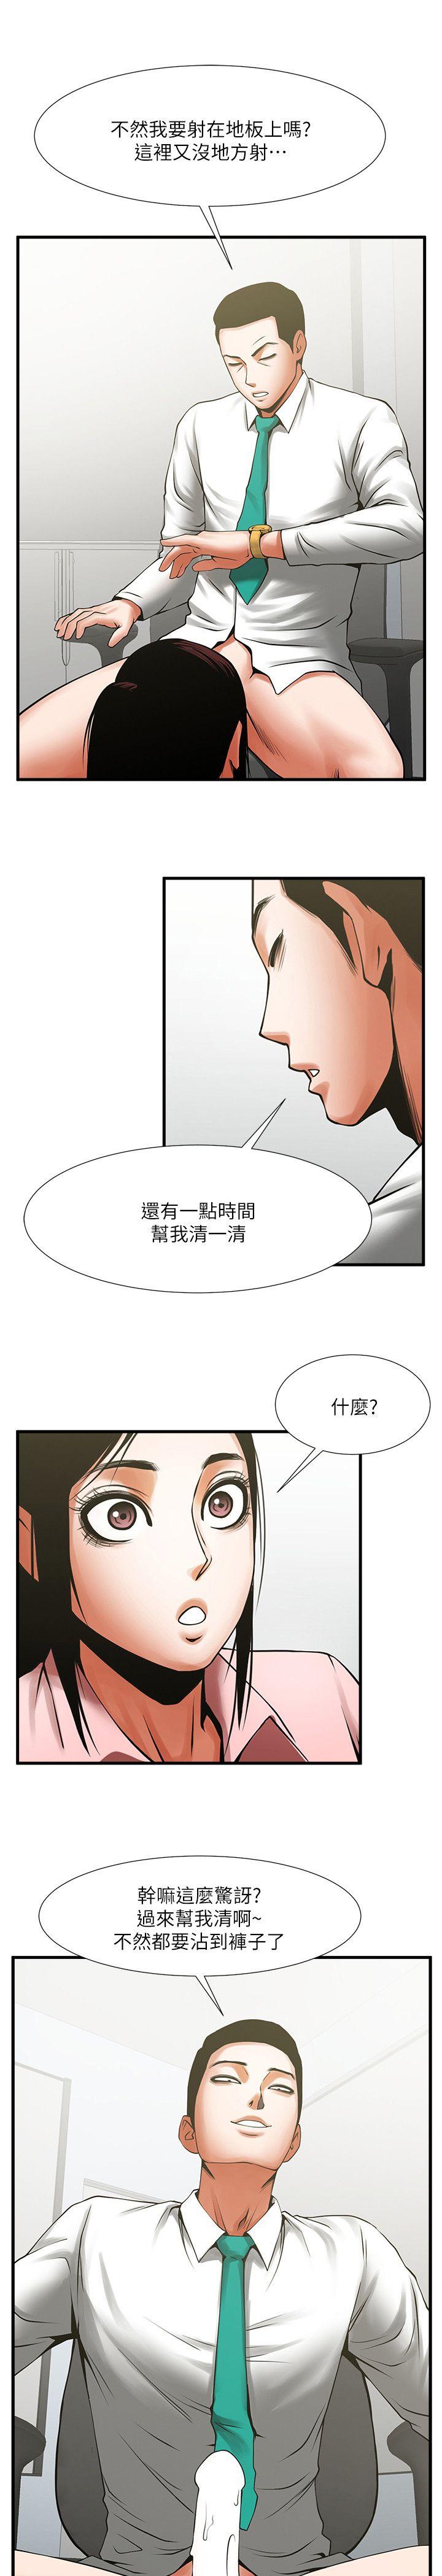 不然我要射在地板上嗎?
這裡又沒地方射⋯
還有一點時間
幫我清一清
什麼?
幹嘛這麼驚訝?
過來幫我清啊~
不然都要沾到褲子了